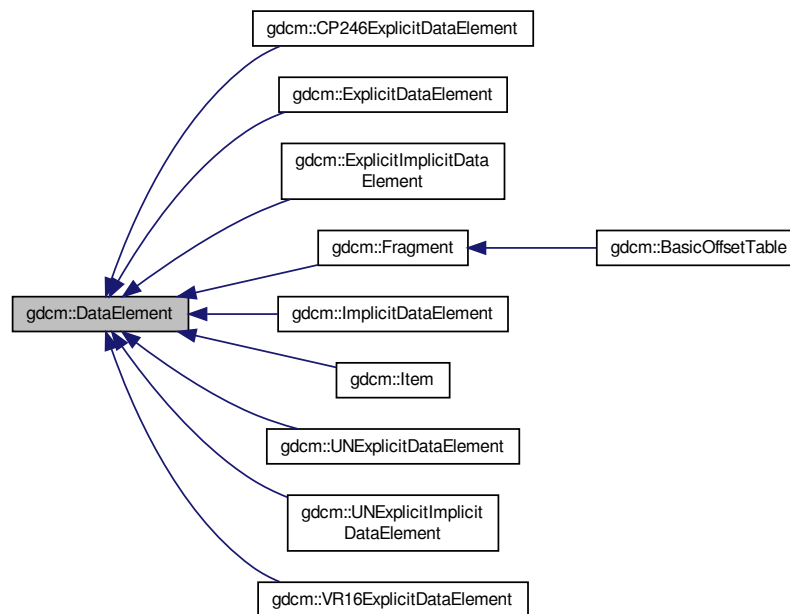 gdcm::CP246ExplicitDataElement
gdcm::ExplicitDataElement
gdcm::ExplicitImplicitData
Element
gdcm::Fragment
gdcm::BasicOffsetTable
gdcm::DataElement
gdcm::ImplicitDataElement
gdcm::Item
gdcm::UNExplicitDataElement
gdcm::UNExplicitImplicit
DataElement
gdcm::VR16ExplicitDataElement